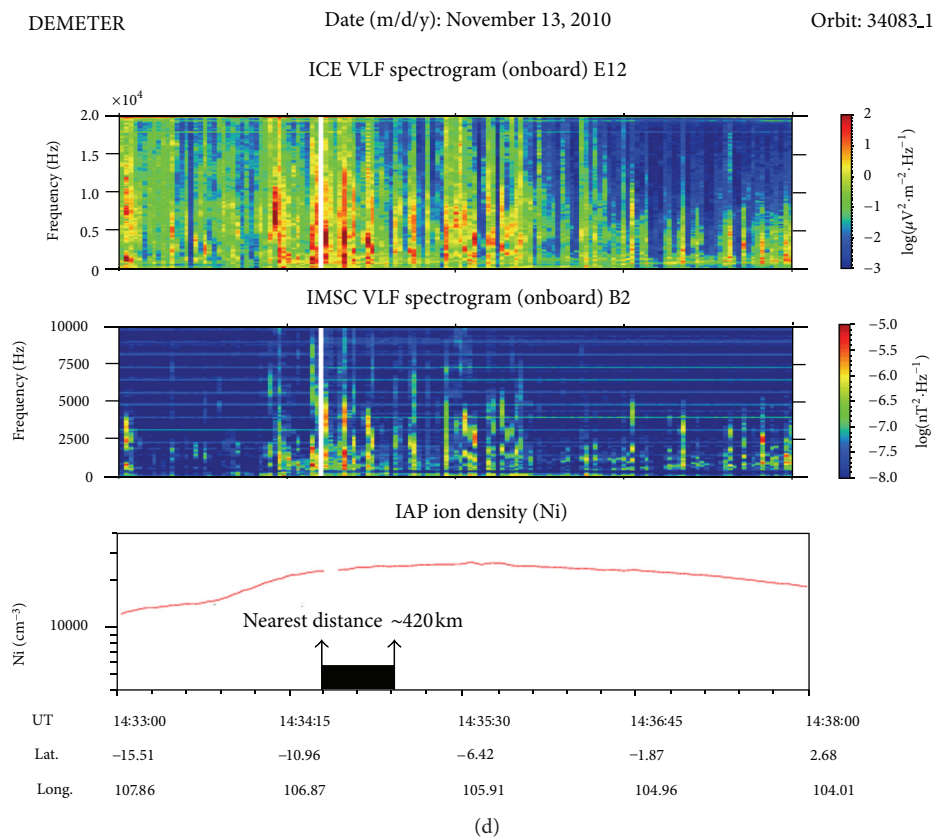 DEMETER Date (m/d/y): November 13, 2010 Orbit: 34083_1
ICE VLF spectrogram (onboard) E12
×10⁴
2.0
1.5
1.0
0.5
0
Frequency (Hz)
2
1
0
−1
−2
−3
log(μV²·m⁻²·Hz⁻¹)
IMSC VLF spectrogram (onboard) B2
10000
7500
5000
2500
0
Frequency (Hz)
−5.0
−5.5
−6.0
−6.5
−7.0
−7.5
−8.0
log(nT²·Hz⁻¹)
IAP ion density (Ni)
Ni (cm⁻³)
10000
Nearest distance ~420 km
UT 14:33:00 14:34:15 14:35:30 14:36:45 14:38:00
Lat. −15.51 −10.96 −6.42 −1.87 2.68
Long. 107.86 106.87 105.91 104.96 104.01
(d)